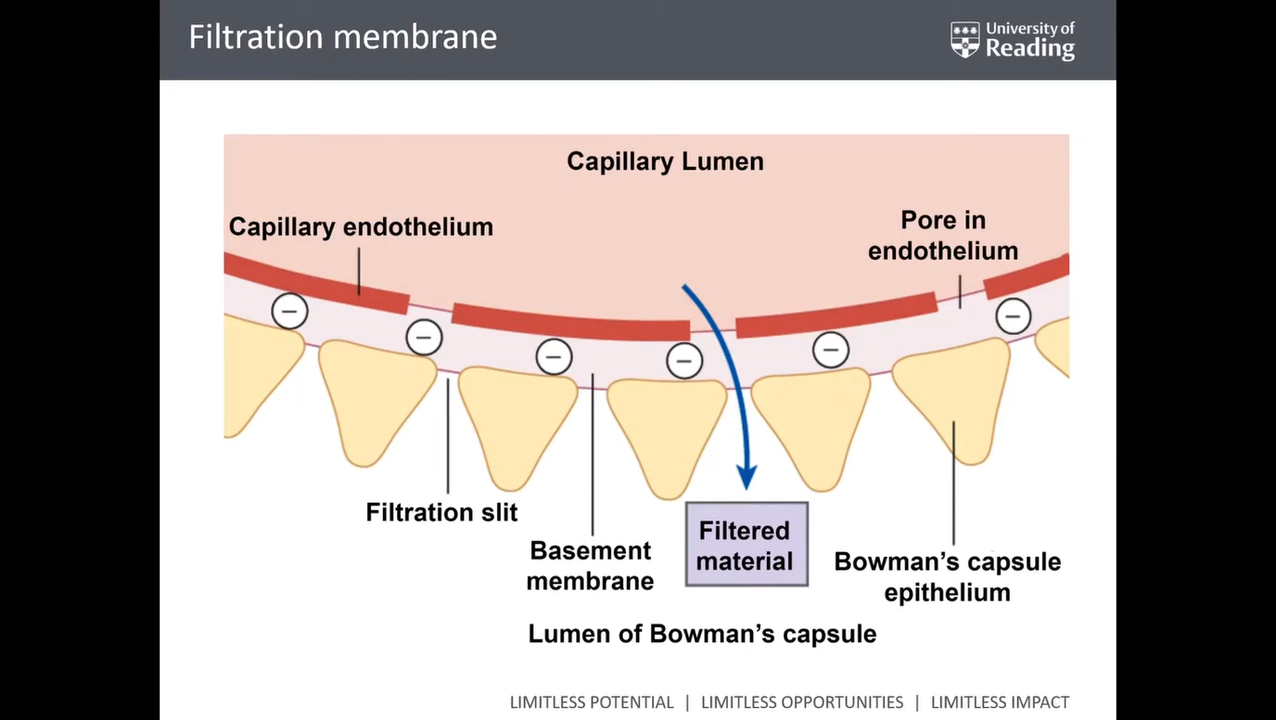 Filtration membrane
University of
Reading
Capillary Lumen
Capillary endothelium
Pore in
endothelium
Filtration slit
Basement
membrane
Filtered
material
Bowman’s capsule
epithelium
Lumen of Bowman’s capsule
LIMITLESS POTENTIAL | LIMITLESS OPPORTUNITIES | LIMITLESS IMPACT